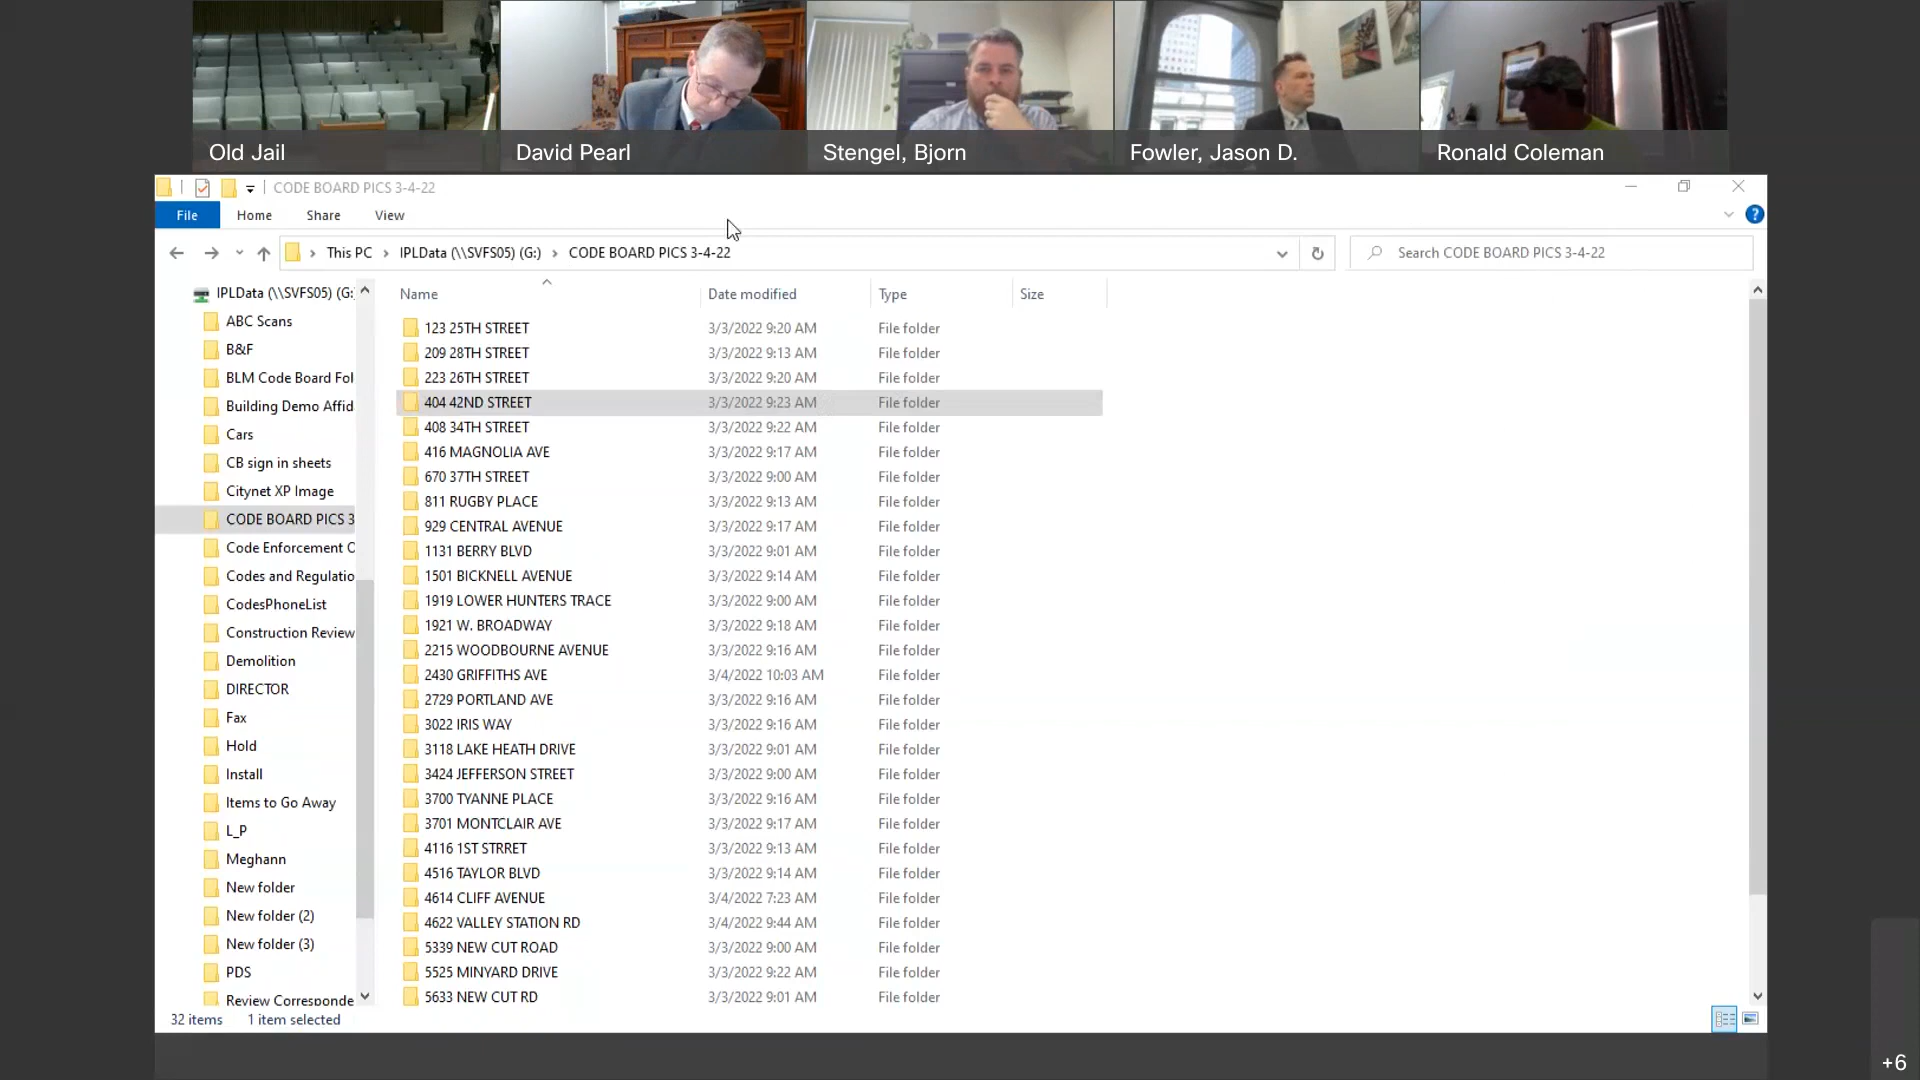 Old Jail
David Pearl
Stengel, Bjorn
Fowler, Jason D.
Ronald Coleman
CODE BOARD PICS 3-4-22
File Home Share View
This PC > IPLData (\\SVFS05) (G:) > CODE BOARD PICS 3-4-22
Search CODE BOARD PICS 3-4-22
IPLData (\\SVFS05) (G:
ABC Scans
B&F
BLM Code Board Fol
Building Demo Affid
Cars
CB sign in sheets
Citynet XP Image
CODE BOARD PICS 3
Code Enforcement C
Codes and Regulatio
CodesPhoneList
Construction Review
Demolition
DIRECTOR
Fax
Hold
Install
Items to Go Away
L_P
Meghann
New folder
New folder (2)
New folder (3)
PDS
Review Corresponde
Name Date modified Type Size
123 25TH STREET 3/3/2022 9:20 AM File folder
209 28TH STREET 3/3/2022 9:13 AM File folder
223 26TH STREET 3/3/2022 9:20 AM File folder
404 42ND STREET 3/3/2022 9:23 AM File folder
408 34TH STREET 3/3/2022 9:22 AM File folder
416 MAGNOLIA AVE 3/3/2022 9:17 AM File folder
670 37TH STREET 3/3/2022 9:00 AM File folder
811 RUGBY PLACE 3/3/2022 9:13 AM File folder
929 CENTRAL AVENUE 3/3/2022 9:17 AM File folder
1131 BERRY BLVD 3/3/2022 9:01 AM File folder
1501 BICKNELL AVENUE 3/3/2022 9:14 AM File folder
1919 LOWER HUNTERS TRACE 3/3/2022 9:00 AM File folder
1921 W. BROADWAY 3/3/2022 9:18 AM File folder
2215 WOODBOURNE AVENUE 3/3/2022 9:16 AM File folder
2430 GRIFFITHS AVE 3/4/2022 10:03 AM File folder
2729 PORTLAND AVE 3/3/2022 9:16 AM File folder
3022 IRIS WAY 3/3/2022 9:16 AM File folder
3118 LAKE HEATH DRIVE 3/3/2022 9:01 AM File folder
3424 JEFFERSON STREET 3/3/2022 9:00 AM File folder
3700 TYANNE PLACE 3/3/2022 9:16 AM File folder
3701 MONTCLAIR AVE 3/3/2022 9:17 AM File folder
4116 1ST STRRET 3/3/2022 9:13 AM File folder
4516 TAYLOR BLVD 3/3/2022 9:14 AM File folder
4614 CLIFF AVENUE 3/4/2022 7:23 AM File folder
4622 VALLEY STATION RD 3/4/2022 9:44 AM File folder
5339 NEW CUT ROAD 3/3/2022 9:00 AM File folder
5525 MINYARD DRIVE 3/3/2022 9:22 AM File folder
5633 NEW CUT RD 3/3/2022 9:01 AM File folder
32 items 1 item selected
+6